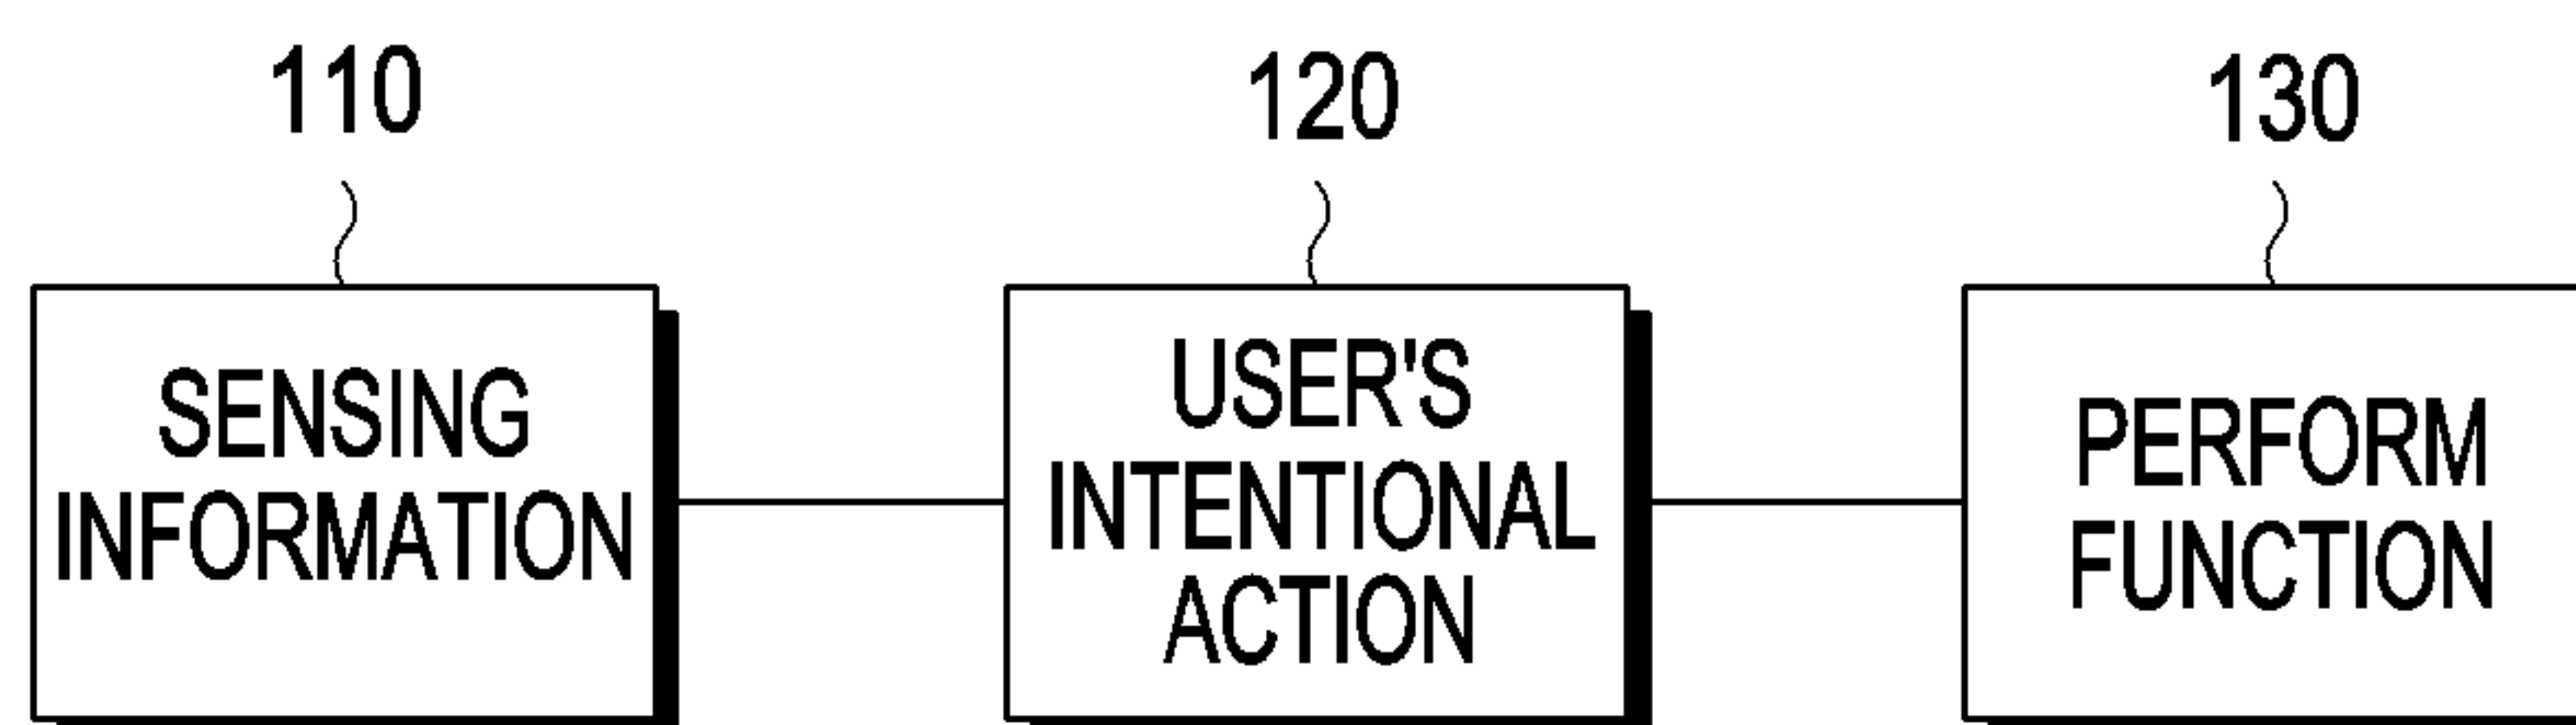 110
120
130
SENSING
INFORMATION
USER'S
INTENTIONAL
ACTION
PERFORM
FUNCTION